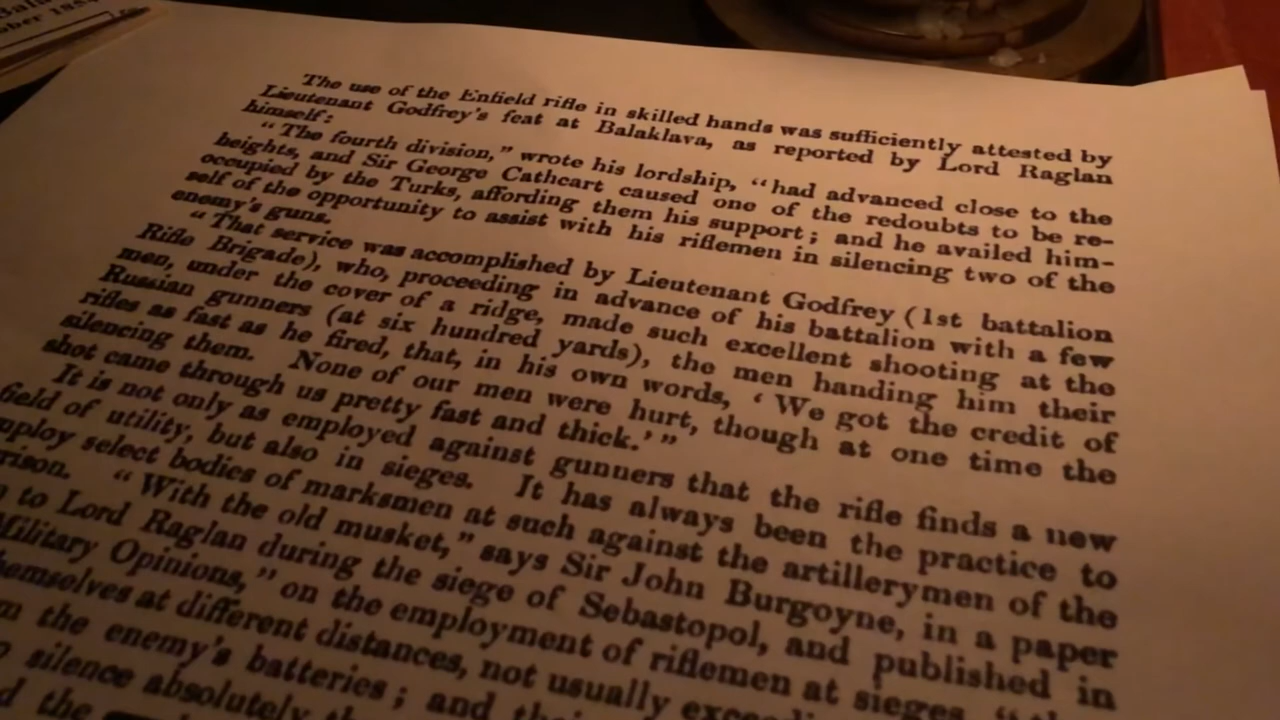 Bala
ober 185
The use of the Enfield rifle in skilled hands was sufficiently attested by
Lieutenant Godfrey's feat at Balaklava, as reported by Lord Raglan
himself:
"The fourth division," wrote his lordship, "had advanced close to the
heights, and Sir George Cathcart caused one of the redoubts to be re-
occupied by the Turks, affording them his support; and he availed him-
self of the opportunity to assist with his riflemen in silencing two of the
enemy's guns.
"That service was accomplished by Lieutenant Godfrey (1st battalion
Rifle Brigade), who, proceeding in advance of his battalion with a few
men, under the cover of a ridge, made such excellent shooting at the
Russian gunners (at six hundred yards), the men handing him their
rifles as fast as he fired, that, in his own words, 'We got the credit of
silencing them. None of our men were hurt, though at one time the
shot came through us pretty fast and thick.'"
It is not only as employed against gunners that the rifle finds a new
field of utility, but also in sieges. It has always been the practice to
mploy select bodies of marksmen at such against the artillerymen of the
rison. "With the old musket," says Sir John Burgoyne, in a paper
to Lord Raglan during the siege of Sebastopol, and published in
Military Opinions," on the employment of riflemen at sieges,
hemselves at different distances, not usually
m the enemy's batteries; and
silence absolutely
d the